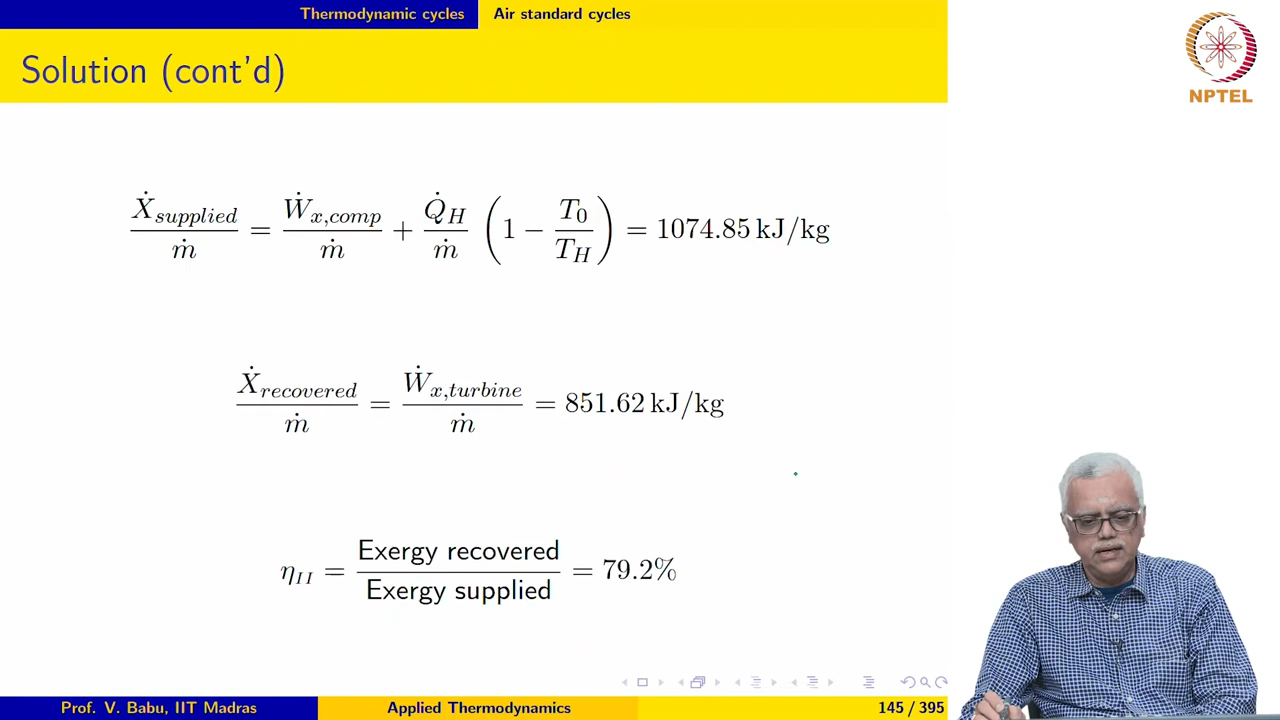 Thermodynamic cycles Air standard cycles
Solution (cont'd)
NPTEL
Ẋ_supplied / ṁ = Ẇ_x,comp / ṁ + Q̇_H / ṁ (1 − T_0 / T_H) = 1074.85 kJ/kg
Ẋ_recovered / ṁ = Ẇ_x,turbine / ṁ = 851.62 kJ/kg
η_II = Exergy recovered / Exergy supplied = 79.2%
Prof. V. Babu, IIT Madras Applied Thermodynamics 145 / 395